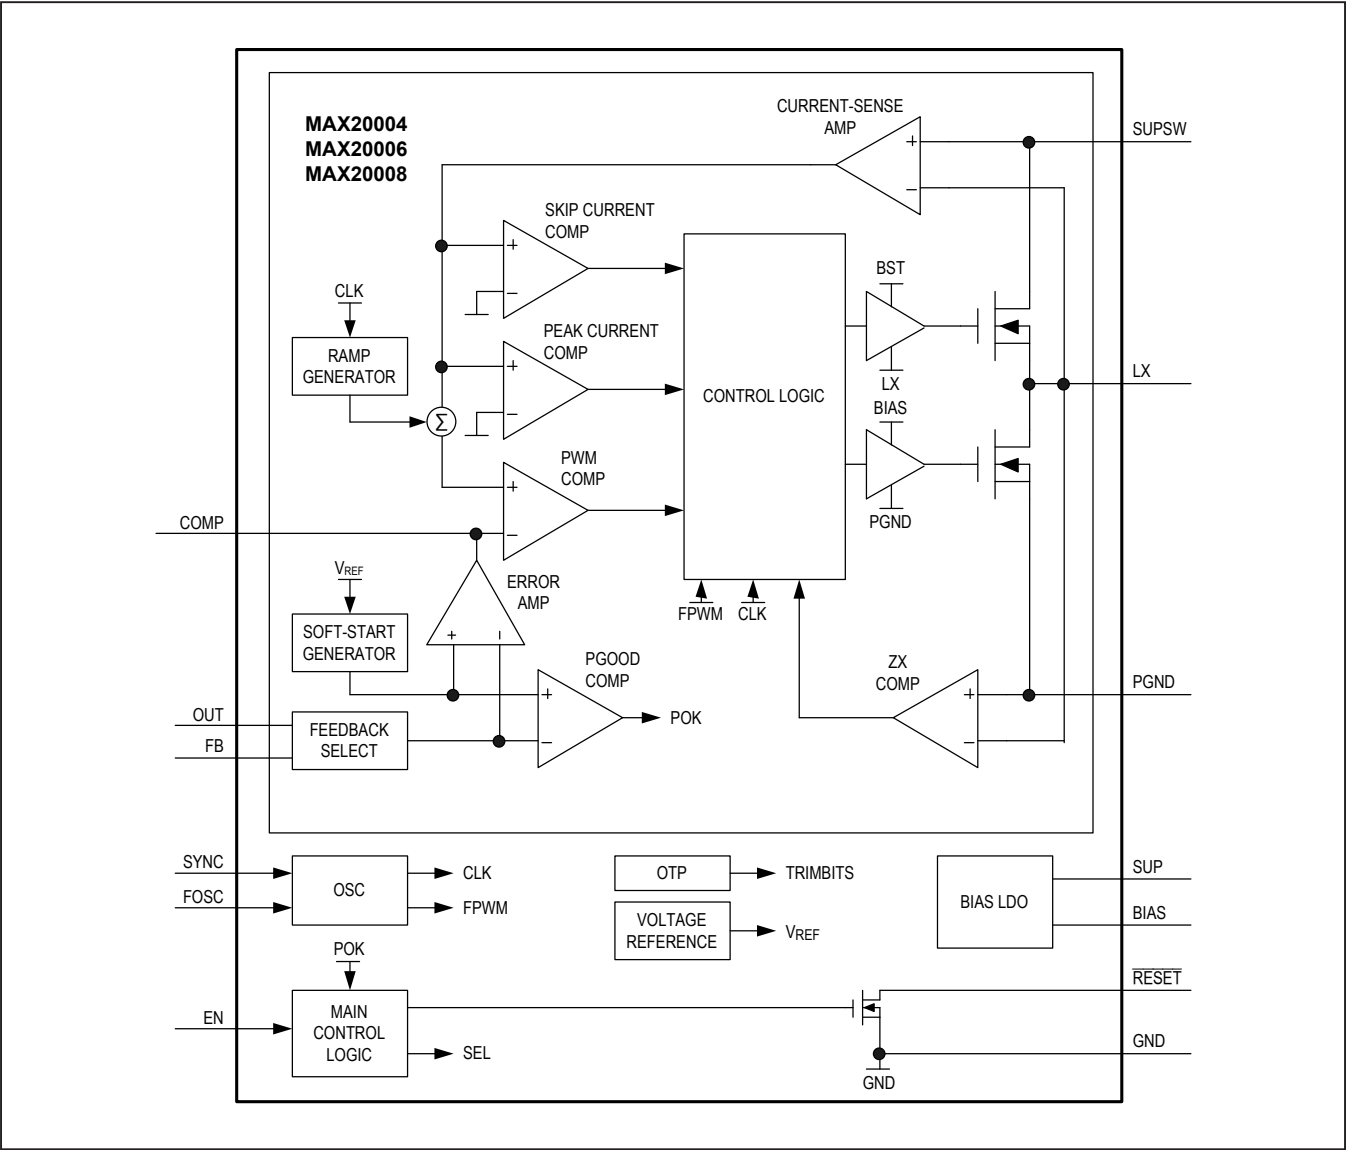 MAX20004
MAX20006
MAX20008
CURRENT-SENSE
AMP
+
−
SUPSW
SKIP CURRENT
COMP
+
−
BST
CLK
RAMP
GENERATOR
PEAK CURRENT
COMP
+
−
Σ
CONTROL LOGIC
LX
LX
BIAS
PWM
COMP
+
−
PGND
COMP
VREF
SOFT-START
GENERATOR
ERROR
AMP
+
−
FPWM
CLK
PGOOD
COMP
+
−
POK
ZX
COMP
+
−
PGND
OUT
FB
FEEDBACK
SELECT
SYNC
FOSC
OSC
CLK
FPWM
OTP
TRIMBITS
VOLTAGE
REFERENCE
VREF
BIAS LDO
SUP
BIAS
POK
EN
MAIN
CONTROL
LOGIC
SEL
RESET
GND
GND